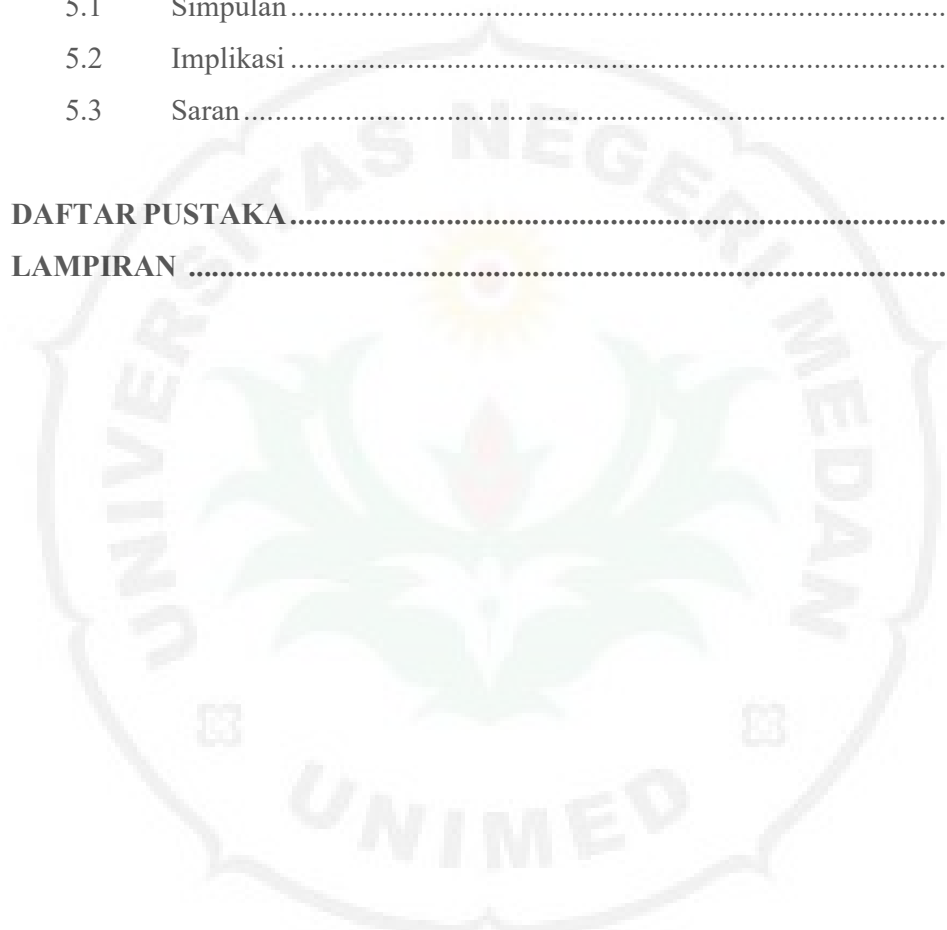 5.1 Simpulan........................................................................................
5.2 Implikasi........................................................................................
5.3 Saran..............................................................................................
DAFTAR PUSTAKA........................................................................................
LAMPIRAN ....................................................................................................
UNIVERSITAS NEGERI MEDAN
UNIMED